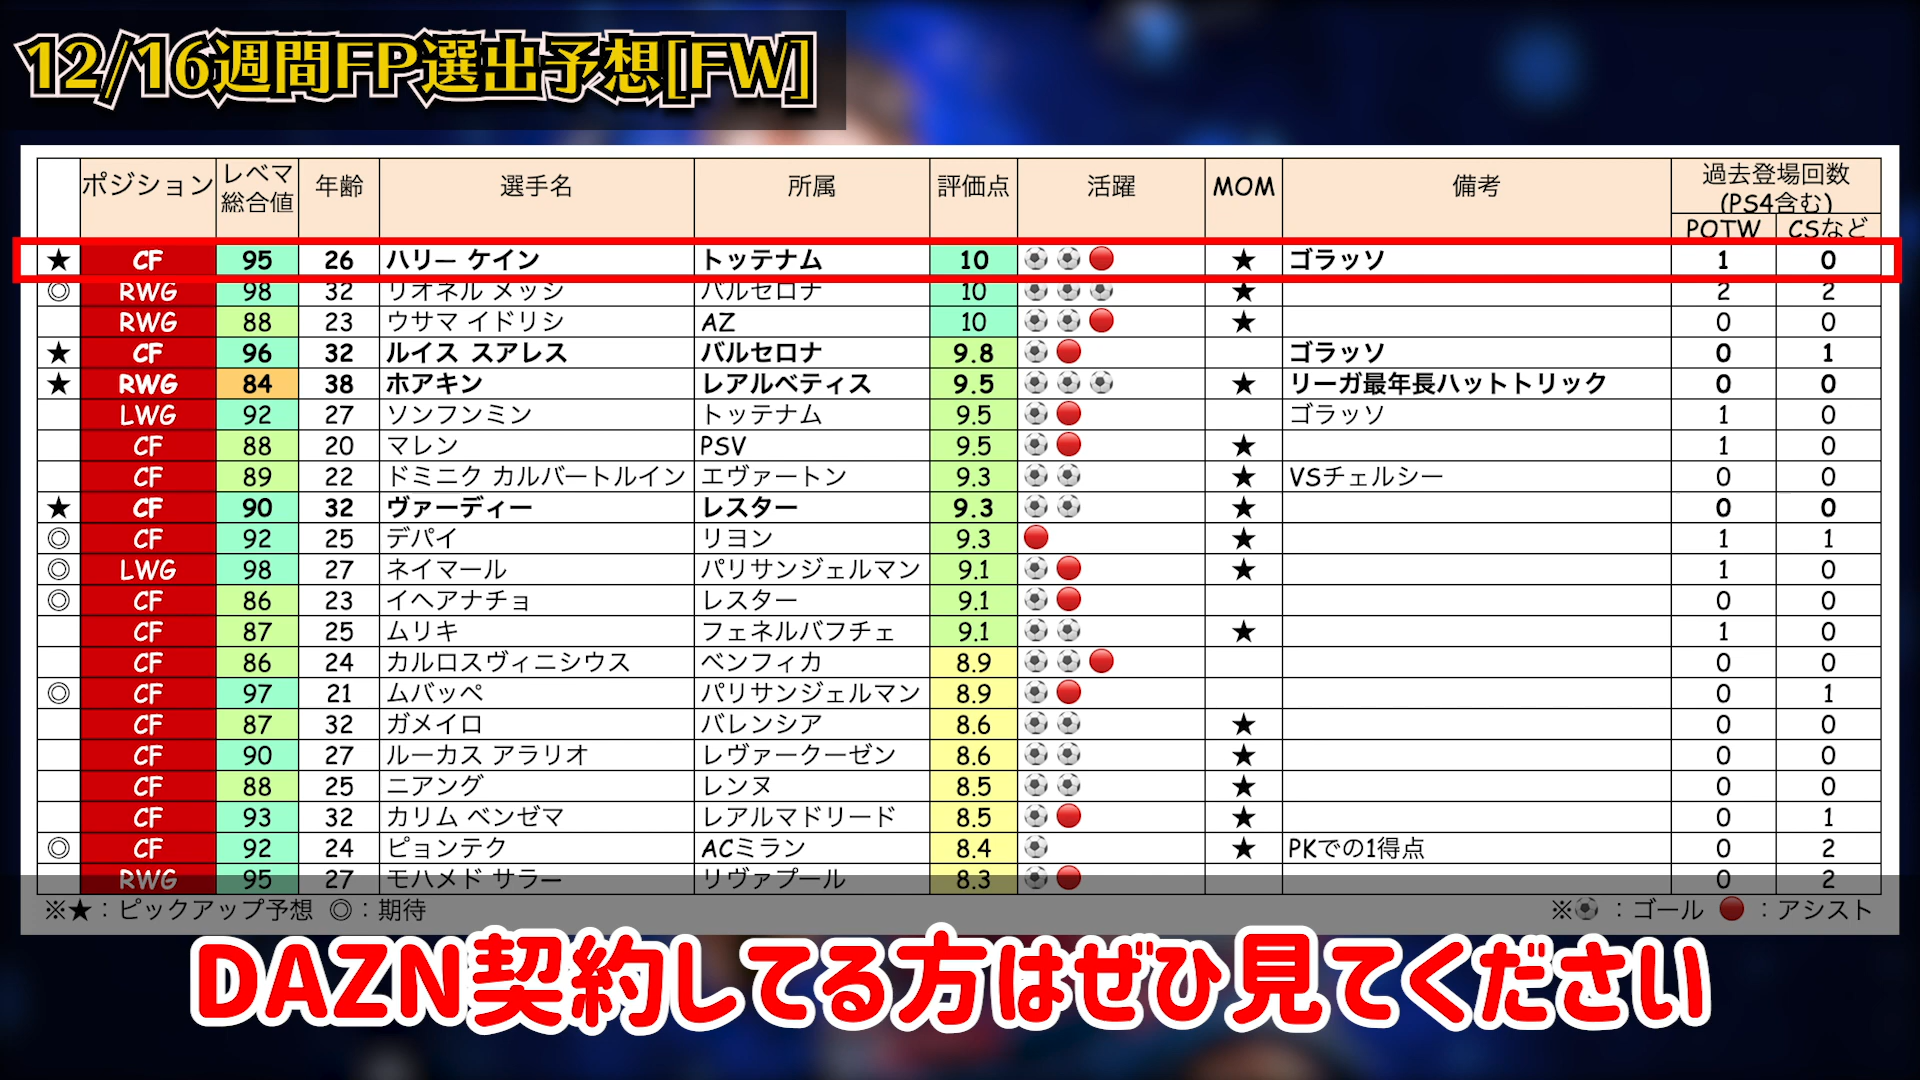 12/16週間FP選出予想[FW]
ポジション レベマ総合値 年齢 選手名 所属 評価点 活躍 MOM 備考 過去登場回数(PS4含む) POTW CSなど
★ CF 95 26 ハリー ケイン トッテナム 10 ⚽⚽🔴 ★ ゴラッソ 1 0
◎ RWG 98 32 リオネル メッシ バルセロナ 10 ⚽⚽⚽ ★ 2 2
RWG 88 23 ウサマ イドリシ AZ 10 ⚽⚽🔴 ★ 0 0
★ CF 96 32 ルイス スアレス バルセロナ 9.8 ⚽🔴 ゴラッソ 0 1
★ RWG 84 38 ホアキン レアルベティス 9.5 ⚽⚽⚽ ★ リーガ最年長ハットトリック 0 0
LWG 92 27 ソンフンミン トッテナム 9.5 ⚽🔴 ゴラッソ 1 0
CF 88 20 マレン PSV 9.5 ⚽🔴 ★ 1 0
CF 89 22 ドミニク カルバートルイン エヴァートン 9.3 ⚽⚽ ★ VSチェルシー 0 0
★ CF 90 32 ヴァーディー レスター 9.3 ⚽⚽ ★ 0 0
◎ CF 92 25 デパイ リヨン 9.3 🔴 ★ 1 1
◎ LWG 98 27 ネイマール パリサンジェルマン 9.1 ⚽🔴 ★ 1 0
◎ CF 86 23 イヘアナチョ レスター 9.1 ⚽🔴 0 0
CF 87 25 ムリキ フェネルバフチェ 9.1 ⚽⚽ ★ 1 0
CF 86 24 カルロスヴィニシウス ベンフィカ 8.9 ⚽⚽🔴 0 0
◎ CF 97 21 ムバッペ パリサンジェルマン 8.9 ⚽🔴 0 1
CF 87 32 ガメイロ バレンシア 8.6 ⚽⚽ ★ 0 0
CF 90 27 ルーカス アラリオ レヴァークーゼン 8.6 ⚽⚽ ★ 0 0
CF 88 25 ニアング レンヌ 8.5 ⚽⚽ ★ 0 0
CF 93 32 カリム ベンゼマ レアルマドリード 8.5 ⚽🔴 ★ 0 1
◎ CF 92 24 ピョンテク ACミラン 8.4 ⚽ ★ PKでの1得点 0 2
RWG 95 27 モハメド サラー リヴァプール 8.3 ⚽🔴 0 2
※★：ピックアップ予想 ◎：期待 ※⚽：ゴール 🔴：アシスト
DAZN契約してる方はぜひ見てください